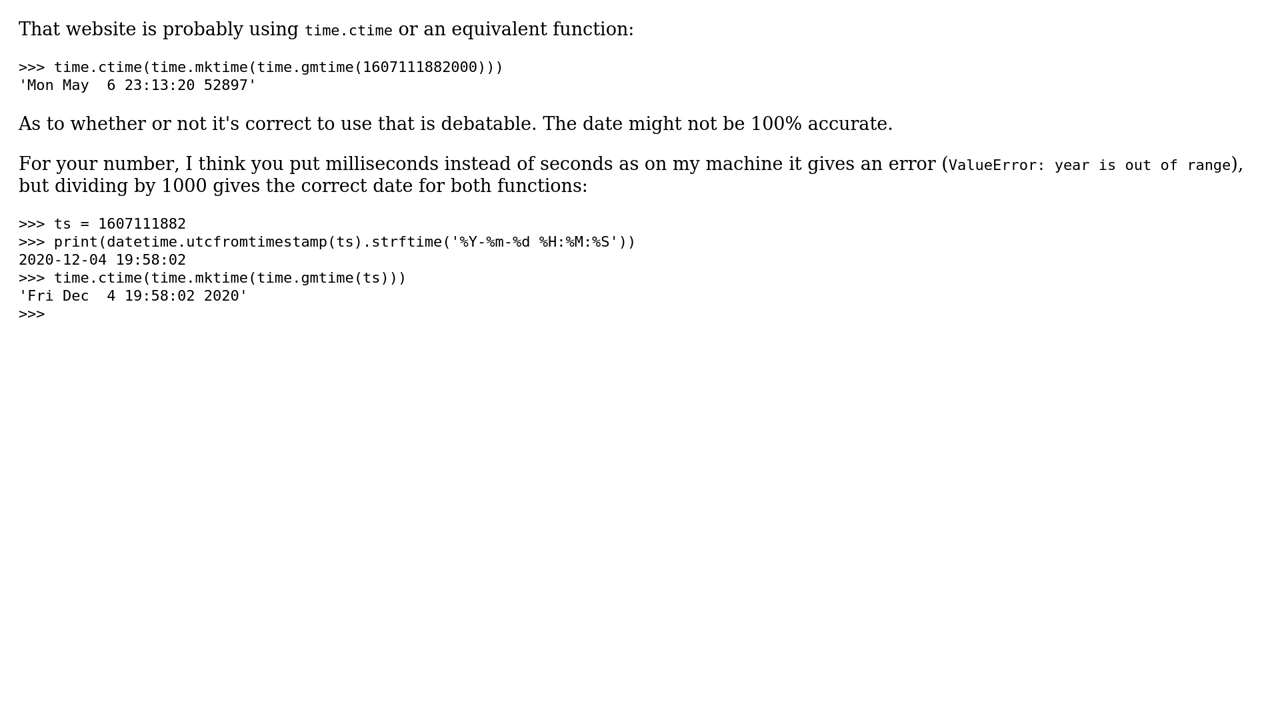 That website is probably using time.ctime or an equivalent function:
>>> time.ctime(time.mktime(time.gmtime(1607111882000)))
'Mon May  6 23:13:20 52897'
As to whether or not it's correct to use that is debatable. The date might not be 100% accurate.
For your number, I think you put milliseconds instead of seconds as on my machine it gives an error (ValueError: year is out of range),
but dividing by 1000 gives the correct date for both functions:
>>> ts = 1607111882
>>> print(datetime.utcfromtimestamp(ts).strftime('%Y-%m-%d %H:%M:%S'))
2020-12-04 19:58:02
>>> time.ctime(time.mktime(time.gmtime(ts)))
'Fri Dec  4 19:58:02 2020'
>>>